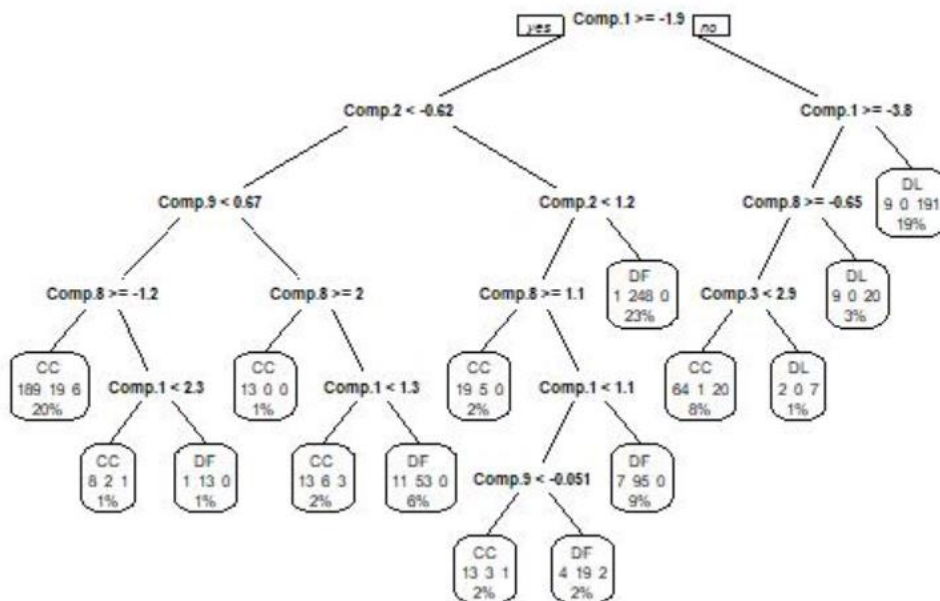 yes Comp.1 >= -1.9 no
Comp.2 < -0.62
Comp.1 >= -3.8
Comp.9 < 0.67
Comp.2 < 1.2
Comp.8 >= -0.65
DL
9 0 191
19%
Comp.8 >= -1.2
Comp.8 >= 2
Comp.8 >= 1.1
DF
1 248 0
23%
Comp.3 < 2.9
DL
9 0 20
3%
CC
189 19 6
20%
Comp.1 < 2.3
CC
13 0 0
1%
Comp.1 < 1.3
CC
19 5 0
2%
Comp.1 < 1.1
CC
64 1 20
8%
DL
2 0 7
1%
CC
8 2 1
1%
DF
1 13 0
1%
CC
13 6 3
2%
DF
11 53 0
6%
Comp.9 < -0.051
DF
7 95 0
9%
CC
13 3 1
2%
DF
4 19 2
2%